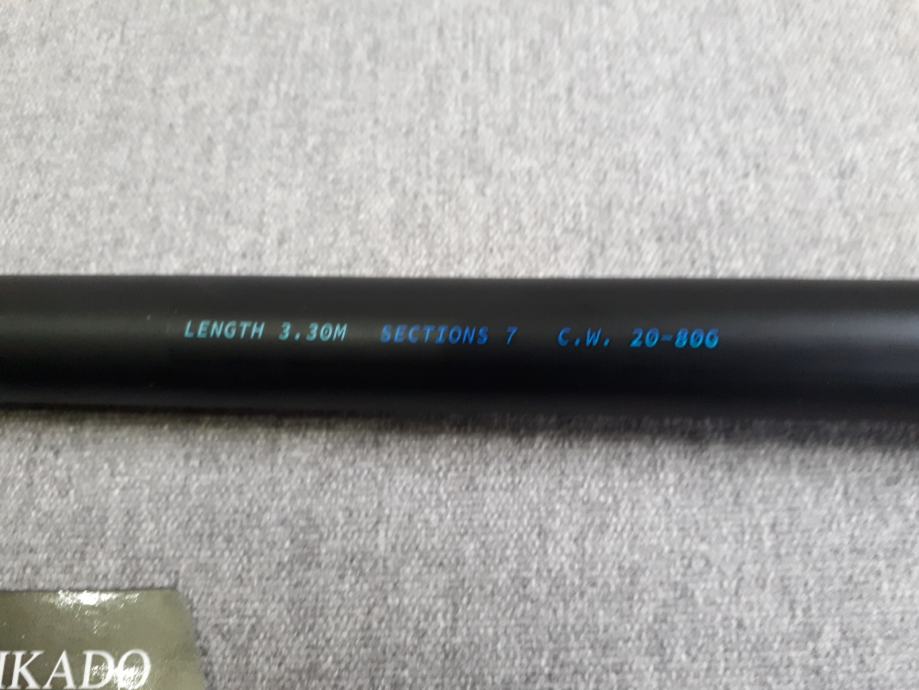 LENGTH 3.30M SECTIONS 7 C.W. 20-80G
IKADO